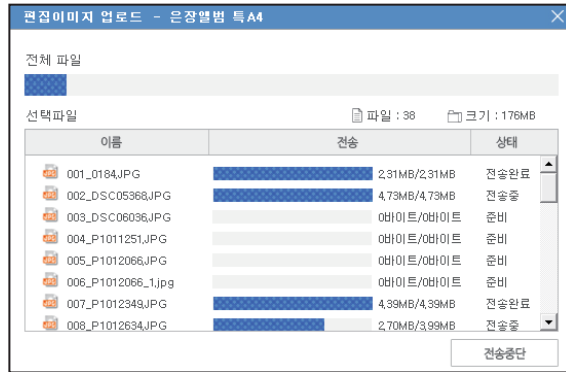 편집이미지 업로드 - 은장앨범 특A4
전체 파일
선택파일 파일 : 38 크기 : 176MB
이름 전송 상태
001_0184.JPG 2.31MB/2.31MB 전송완료
002_DSC05368.JPG 4.73MB/4.73MB 전송중
003_DSC06036.JPG 0바이트/0바이트 준비
004_P1011251.JPG 0바이트/0바이트 준비
005_P1012066.JPG 0바이트/0바이트 준비
006_P1012066_1.jpg 0바이트/0바이트 준비
007_P1012349.JPG 4.39MB/4.39MB 전송완료
008_P1012634.JPG 2.70MB/3.99MB 전송중
전송중단